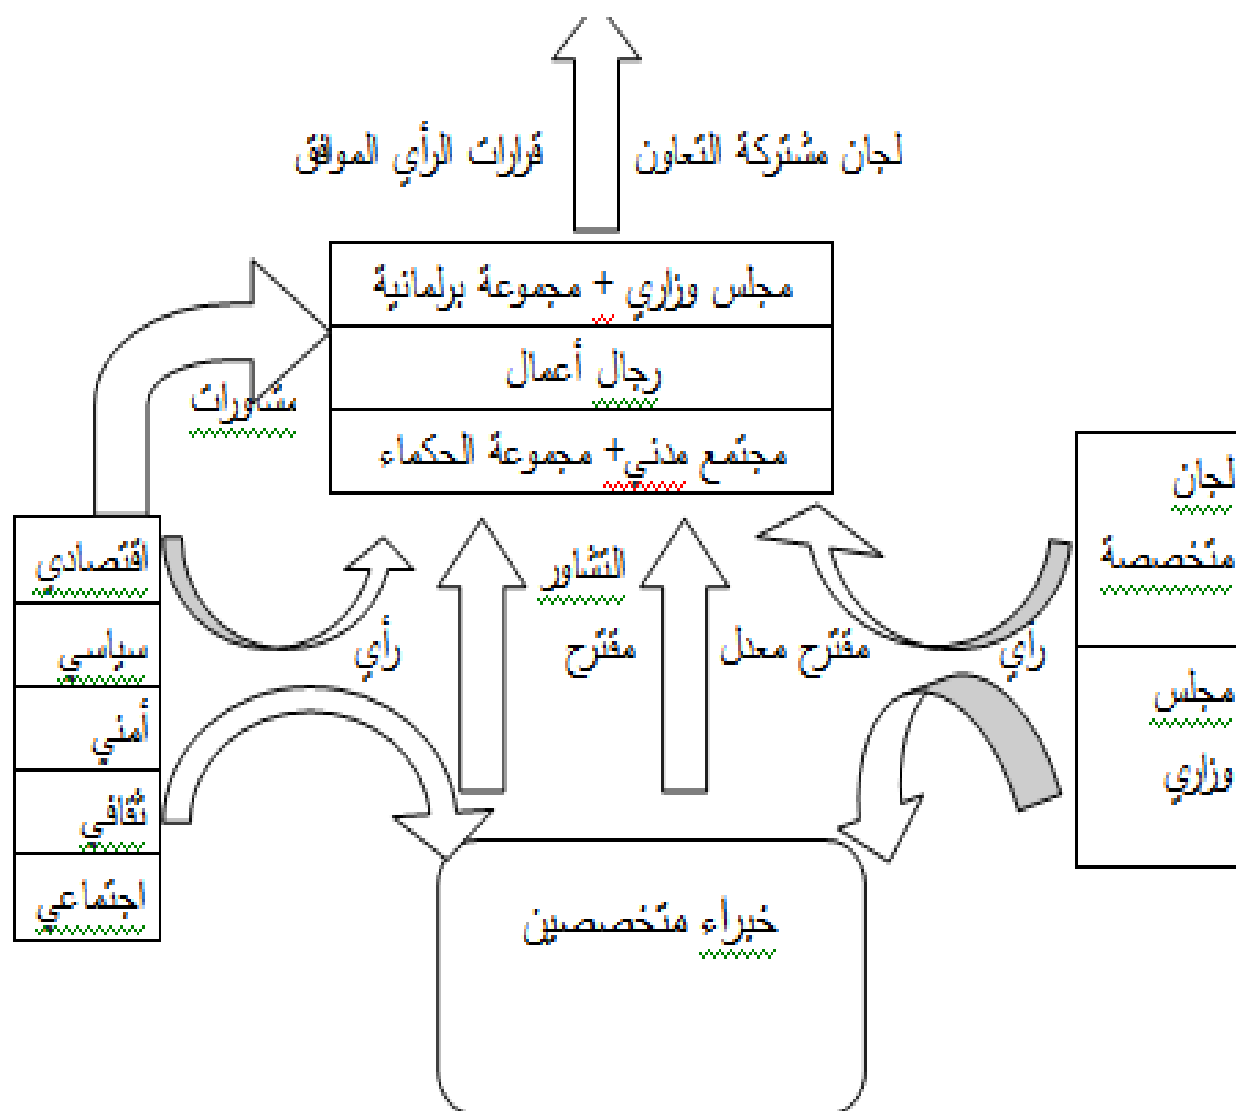 لجان مشتركة التعاون
قرارات الرأي الموافق
مجلس وزاري + مجموعة برلمانية
رجال أعمال
مجتمع مدني+ مجموعة الحكماء
مشاورات
لجان
متخصصة
مجلس
وزاري
اقتصادي
سياسي
أمني
ثقافي
اجتماعي
التشاور
رأي
مقترح معدل
مقترح
رأي
خبراء متخصصين